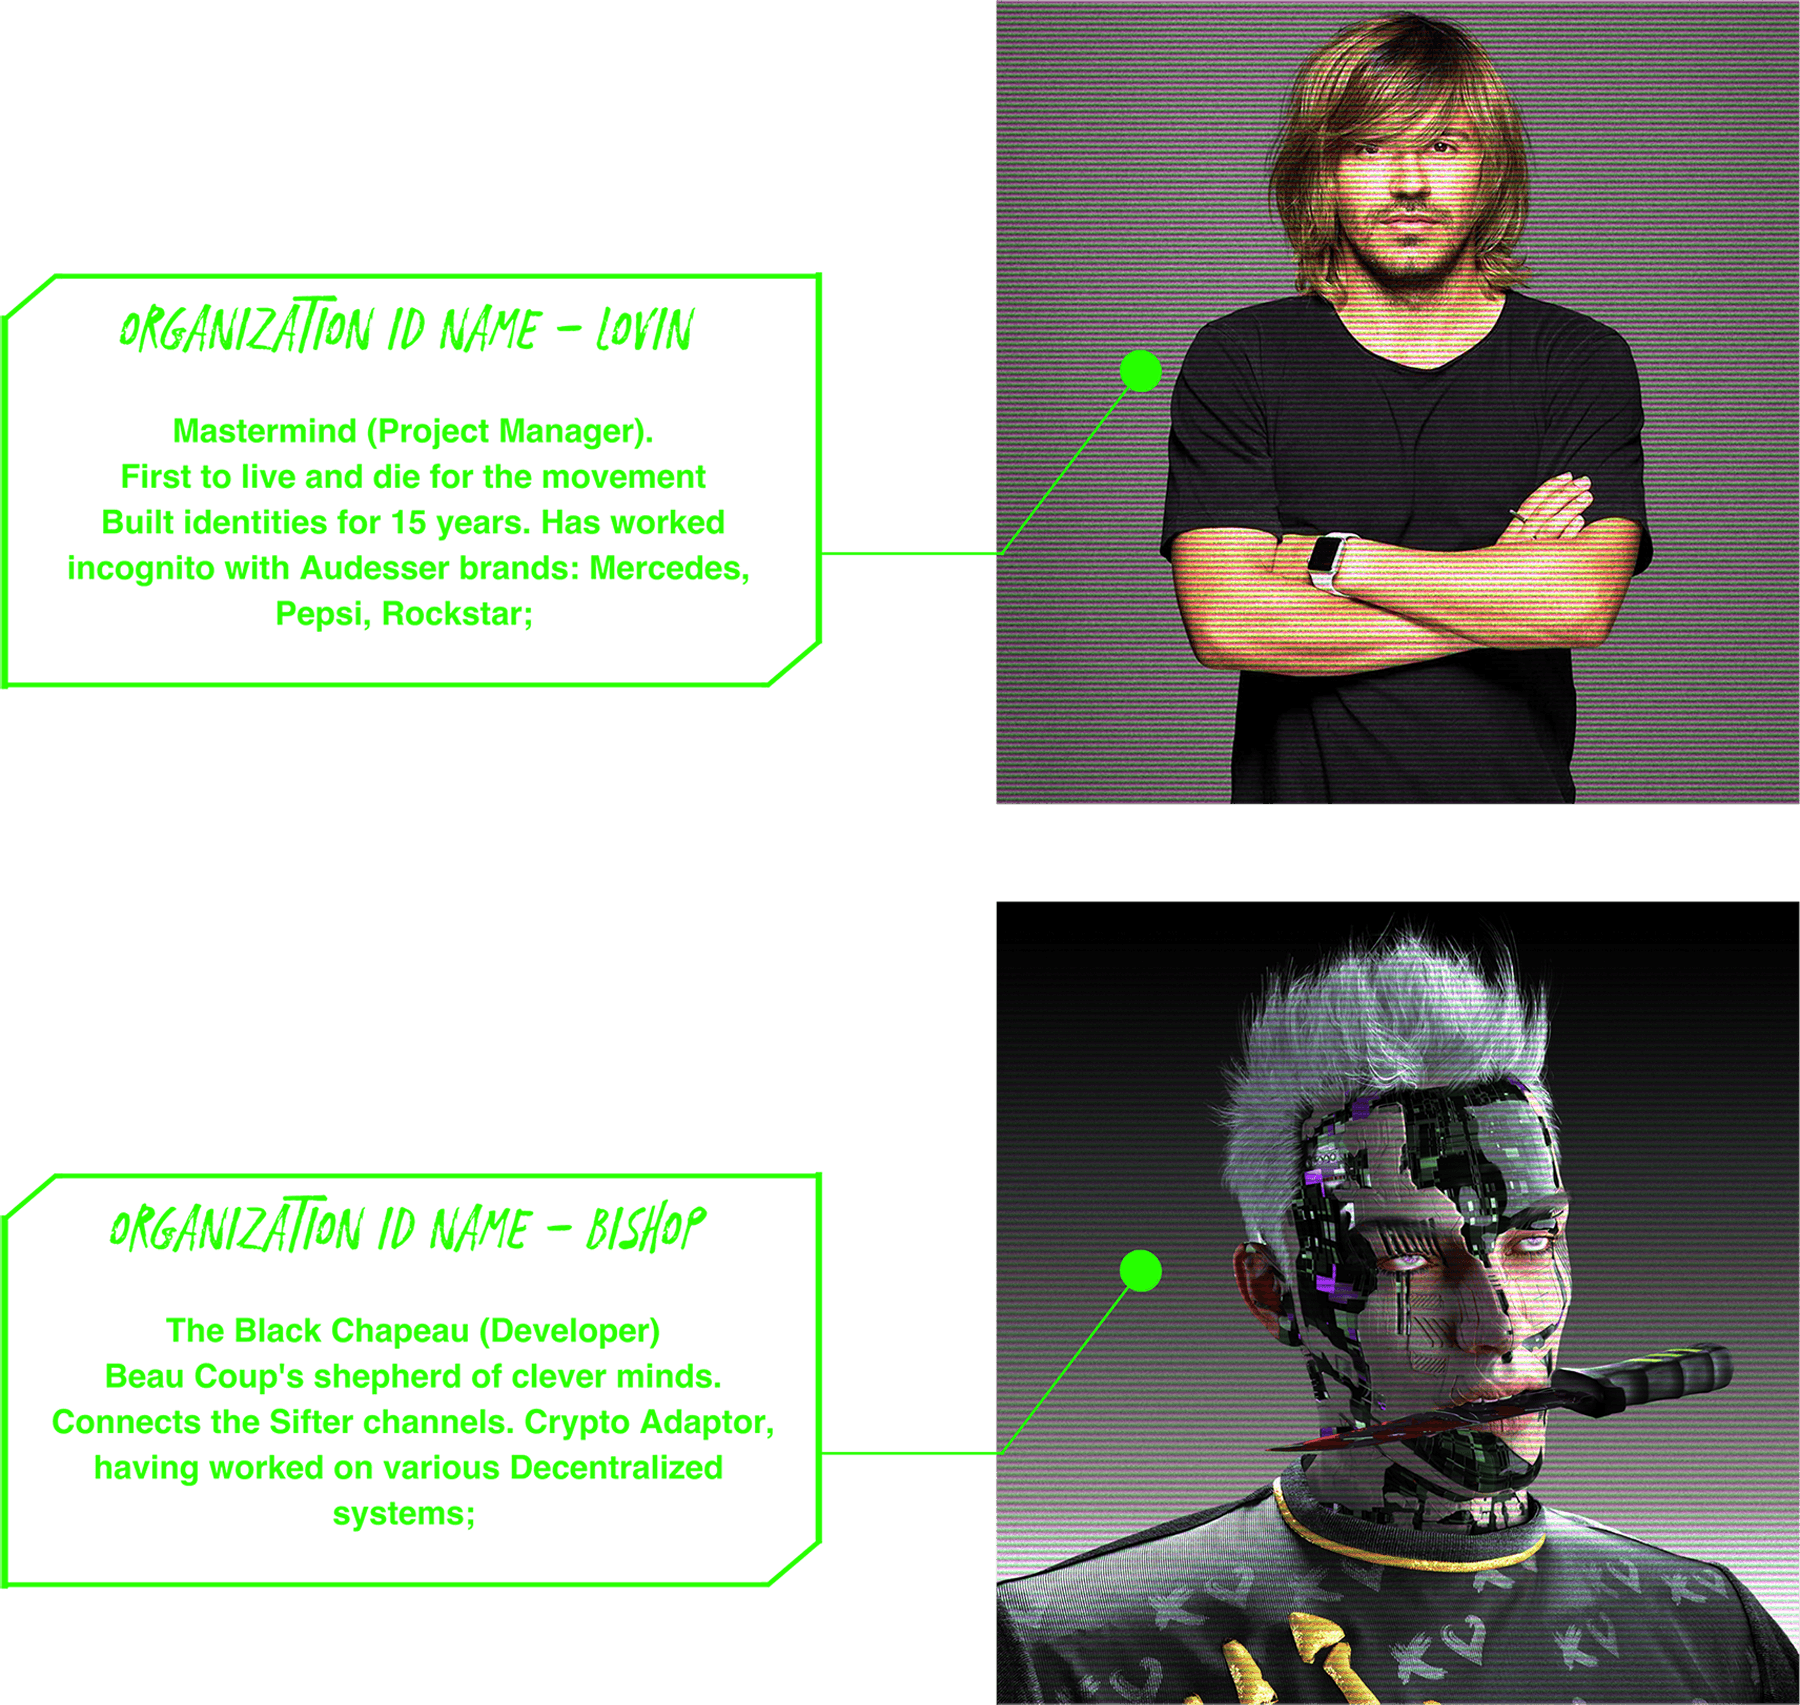 ORGANIZATION ID NAME – LOVIN
Mastermind (Project Manager).
First to live and die for the movement
Built identities for 15 years. Has worked
incognito with Audesser brands: Mercedes,
Pepsi, Rockstar;
ORGANIZATION ID NAME – BISHOP
The Black Chapeau (Developer)
Beau Coup's shepherd of clever minds.
Connects the Sifter channels. Crypto Adaptor,
having worked on various Decentralized
systems;